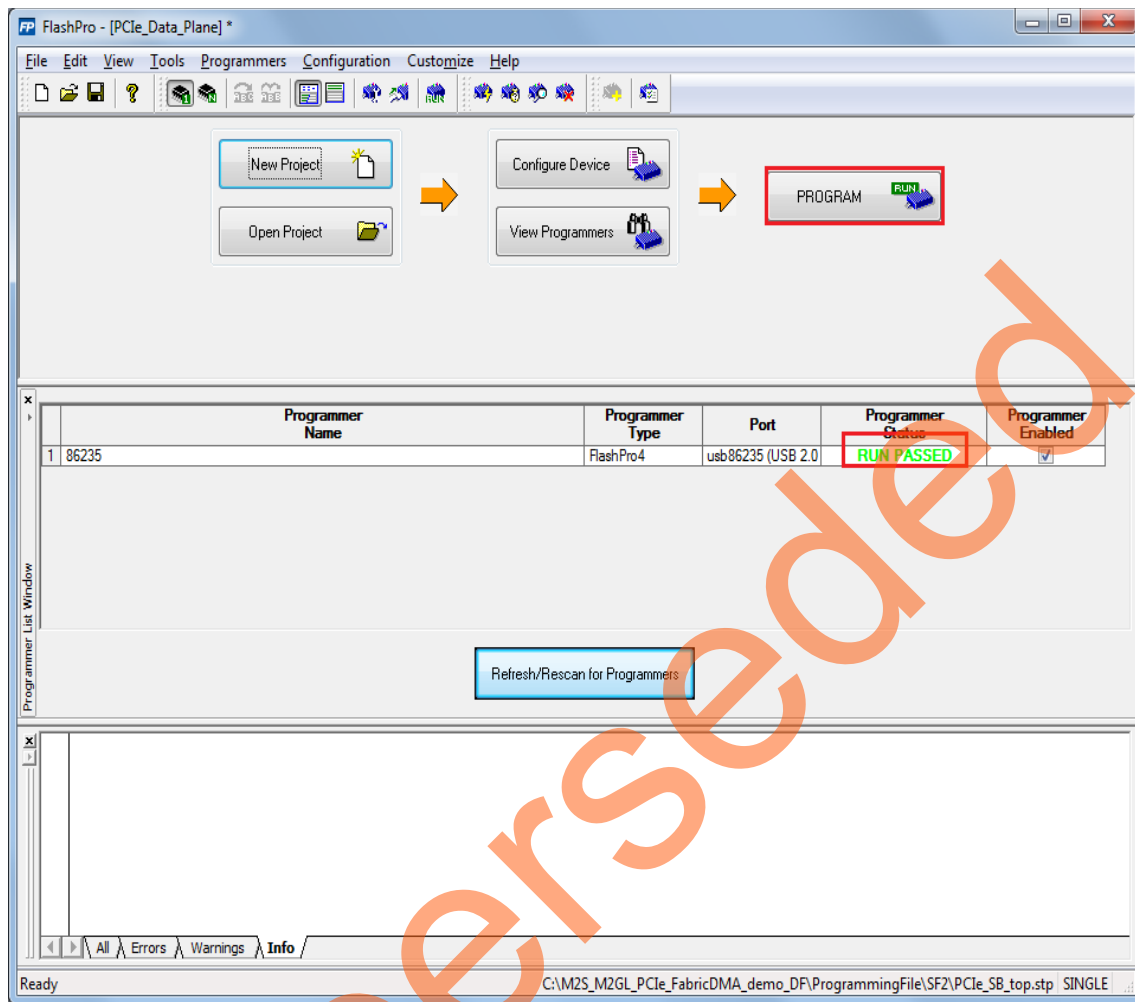 FP FlashPro - [PCIe_Data_Plane] *
File Edit View Tools Programmers Configuration Customize Help
New Project
Configure Device
PROGRAM
RUN
Open Project
View Programmers
Programmer Name
Programmer Type
Port
Programmer Status
Programmer Enabled
1 86235 FlashPro4 usb86235 (USB 2.0 RUN PASSED
Programmer List Window
Refresh/Rescan for Programmers
All Errors Warnings Info
Ready C:\M2S_M2GL_PCIe_FabricDMA_demo_DF\ProgrammingFile\SF2\PCIe_SB_top.stp SINGLE
erseded